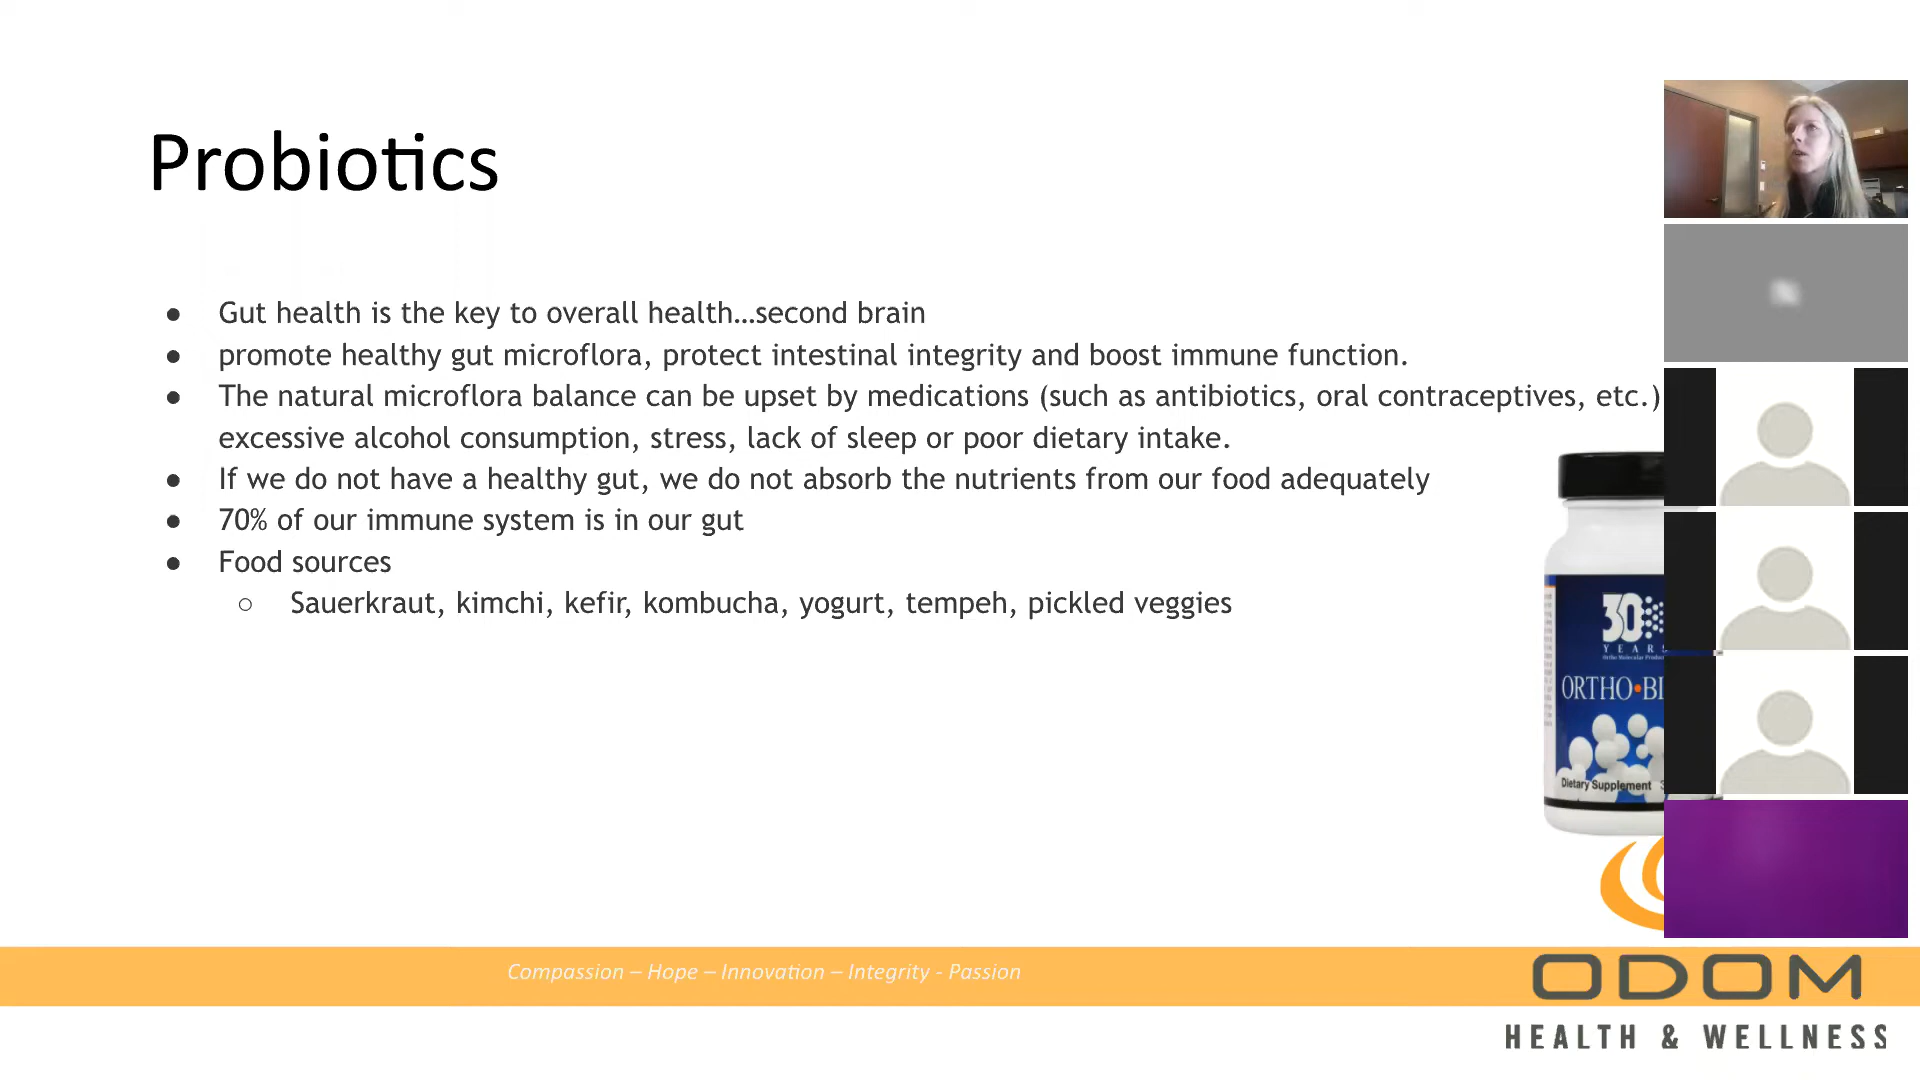 Probiotics
● Gut health is the key to overall health…second brain
● promote healthy gut microflora, protect intestinal integrity and boost immune function.
● The natural microflora balance can be upset by medications (such as antibiotics, oral contraceptives, etc.)
excessive alcohol consumption, stress, lack of sleep or poor dietary intake.
● If we do not have a healthy gut, we do not absorb the nutrients from our food adequately
● 70% of our immune system is in our gut
● Food sources
○ Sauerkraut, kimchi, kefir, kombucha, yogurt, tempeh, pickled veggies
30
YEARS
Ortho Molecular
ORTHO•BI
Dietary Supplement
Compassion – Hope – Innovation – Integrity - Passion
ODOM
HEALTH & WELLNESS